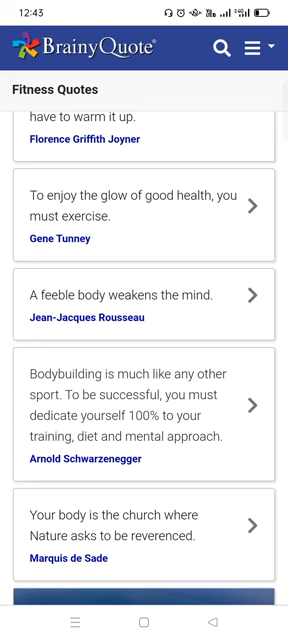 12:43
BrainyQuote®
Fitness Quotes
have to warm it up.
Florence Griffith Joyner
To enjoy the glow of good health, you
must exercise.
Gene Tunney
A feeble body weakens the mind.
Jean-Jacques Rousseau
Bodybuilding is much like any other
sport. To be successful, you must
dedicate yourself 100% to your
training, diet and mental approach.
Arnold Schwarzenegger
Your body is the church where
Nature asks to be reverenced.
Marquis de Sade